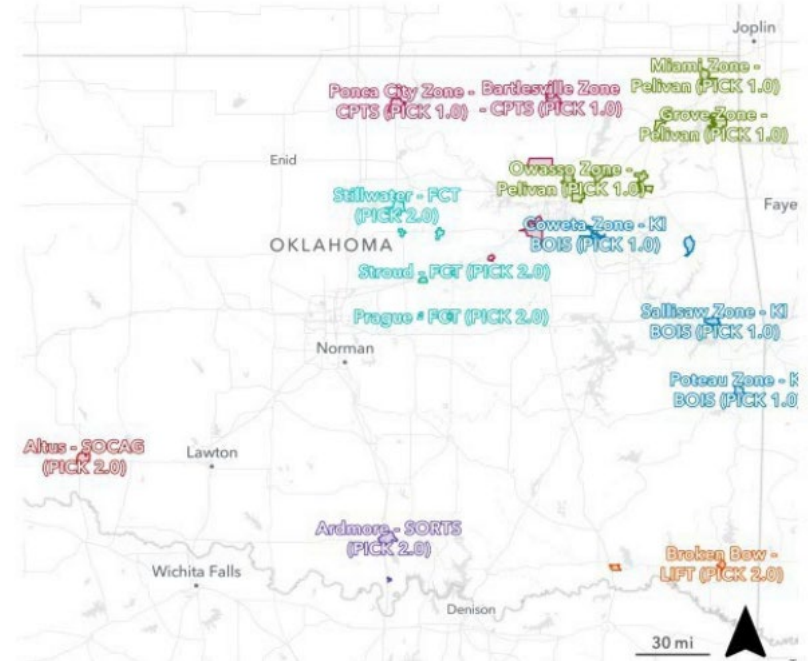 Joplin
Miami Zone -
Pelivan (PICK 1.0)
Ponca City Zone -
CPTS (PICK 1.0)
Bartlesville Zone
- CPTS (PICK 1.0)
Grove Zone -
Pelivan (PICK 1.0)
Enid
Owasso Zone -
Pelivan (PICK 1.0)
Stillwater - FCT
(PICK 2.0)
Faye
Coweta Zone - KI
BOIS (PICK 1.0)
OKLAHOMA
Stroud - FCT (PICK 2.0)
Prague - FCT (PICK 2.0)
Sallisaw Zone - KI
BOIS (PICK 1.0)
Norman
Poteau Zone - K
BOIS (PICK 1.0
Altus - SOCAG
(PICK 2.0)
Lawton
Ardmore - SORTS
(PICK 2.0)
Broken Bow -
LIFT (PICK 2.0)
Wichita Falls
Denison
30 mi